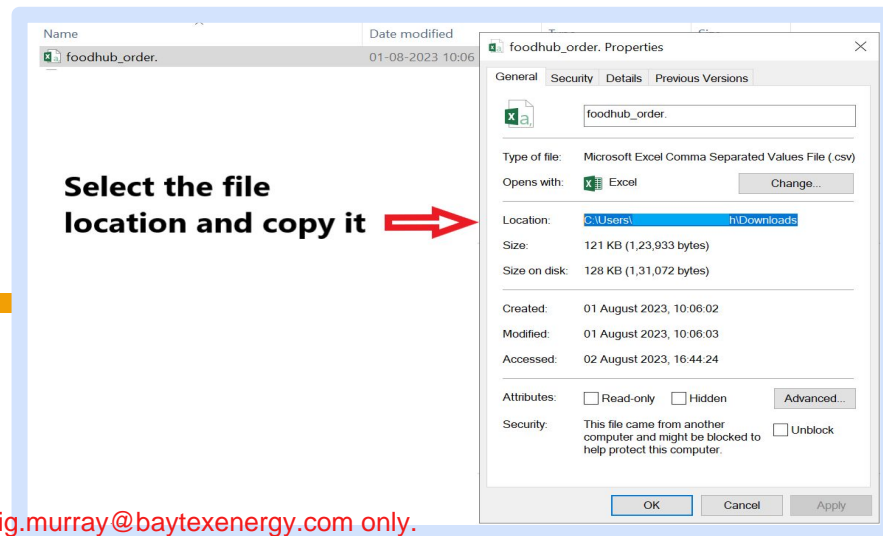 Name Date modified
foodhub_order. 01-08-2023 10:06
foodhub_order. Properties
General Security Details Previous Versions
foodhub_order.
Type of file: Microsoft Excel Comma Separated Values File (.csv)
Opens with: Excel Change...
Select the file
location and copy it
Location: C:\Users\ h\Downloads
Size: 121 KB (1,23,933 bytes)
Size on disk: 128 KB (1,31,072 bytes)
Created: 01 August 2023, 10:06:02
Modified: 01 August 2023, 10:06:03
Accessed: 02 August 2023, 16:44:24
Attributes: Read-only Hidden Advanced...
Security: This file came from another
computer and might be blocked to
help protect this computer.
Unblock
OK Cancel Apply
ig.murray@baytexenergy.com only.